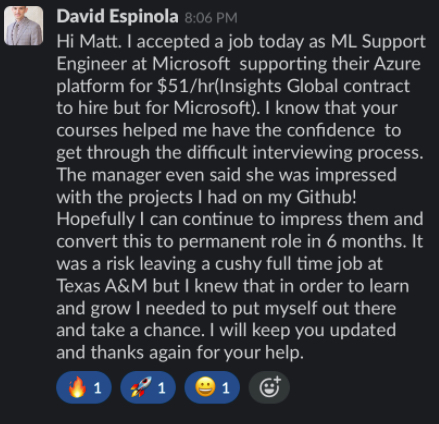 David Espinola 8:06 PM
Hi Matt. I accepted a job today as ML Support
Engineer at Microsoft  supporting their Azure
platform for $51/hr(Insights Global contract
to hire but for Microsoft). I know that your
courses helped me have the confidence  to
get through the difficult interviewing process.
The manager even said she was impressed
with the projects I had on my Github!
Hopefully I can continue to impress them and
convert this to permanent role in 6 months. It
was a risk leaving a cushy full time job at
Texas A&M but I knew that in order to learn
and grow I needed to put myself out there
and take a chance. I will keep you updated
and thanks again for your help.
🔥 1 🚀 1 😀 1